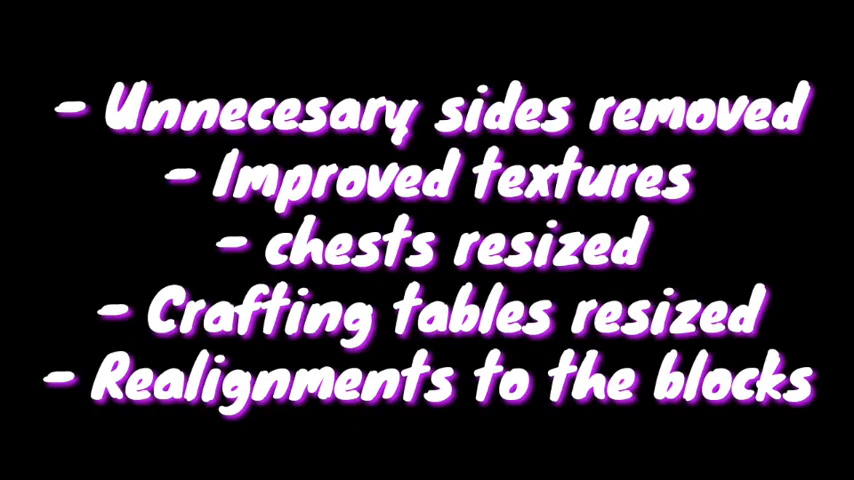 - Unnecesary sides removed
- Improved textures
- chests resized
- Crafting tables resized
- Realignments to the blocks